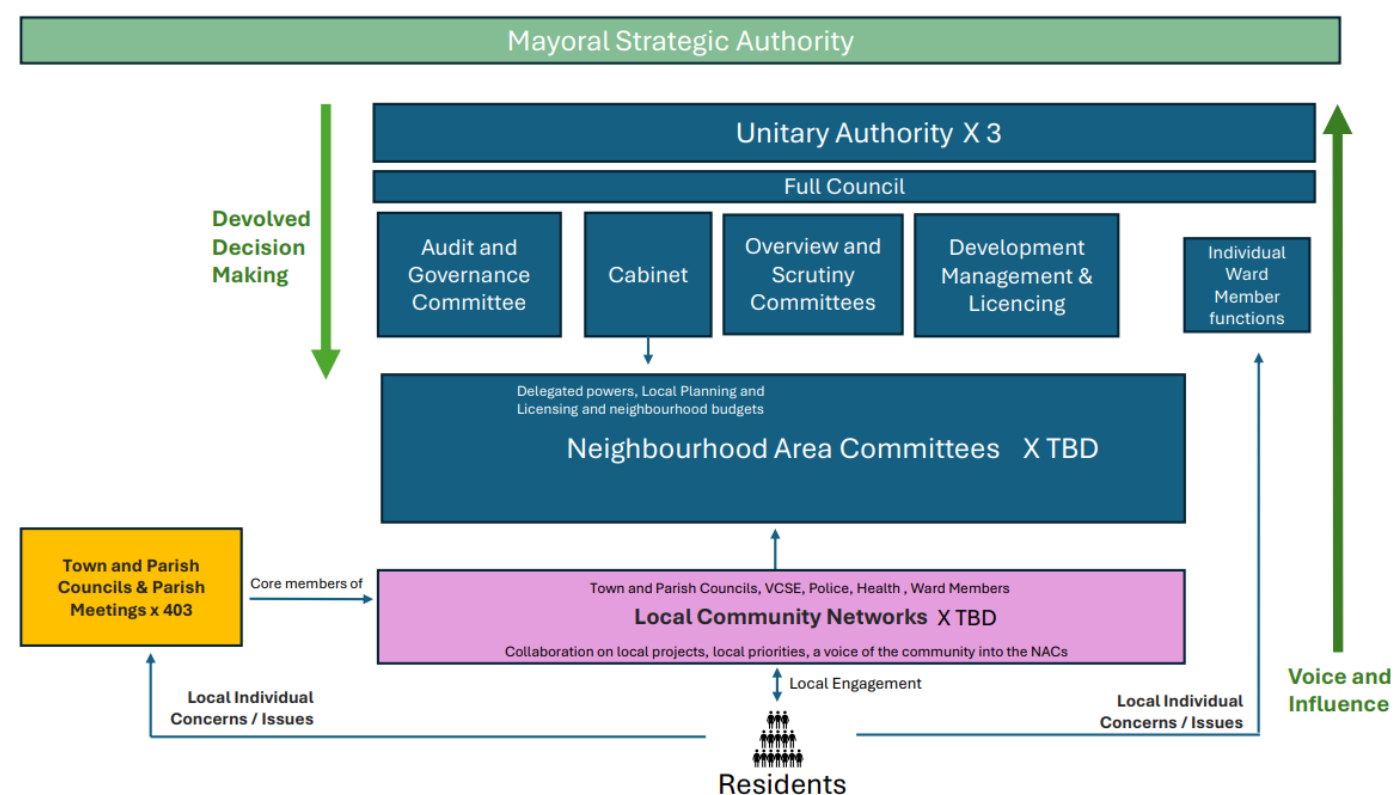 Mayoral Strategic Authority
Unitary Authority X 3
Full Council
Devolved
Decision
Making
Audit and
Governance
Committee
Cabinet
Overview and
Scrutiny
Committees
Development
Management &
Licencing
Individual
Ward
Member
functions
Delegated powers, Local Planning and
Licensing and neighbourhood budgets
Neighbourhood Area Committees X TBD
Town and Parish
Councils & Parish
Meetings x 403
Core members of
Town and Parish Councils, VCSE, Police, Health , Ward Members
Local Community Networks X TBD
Collaboration on local projects, local priorities, a voice of the community into the NACs
Local Engagement
Local Individual
Concerns / Issues
Local Individual
Concerns / Issues
Voice and
Influence
Residents